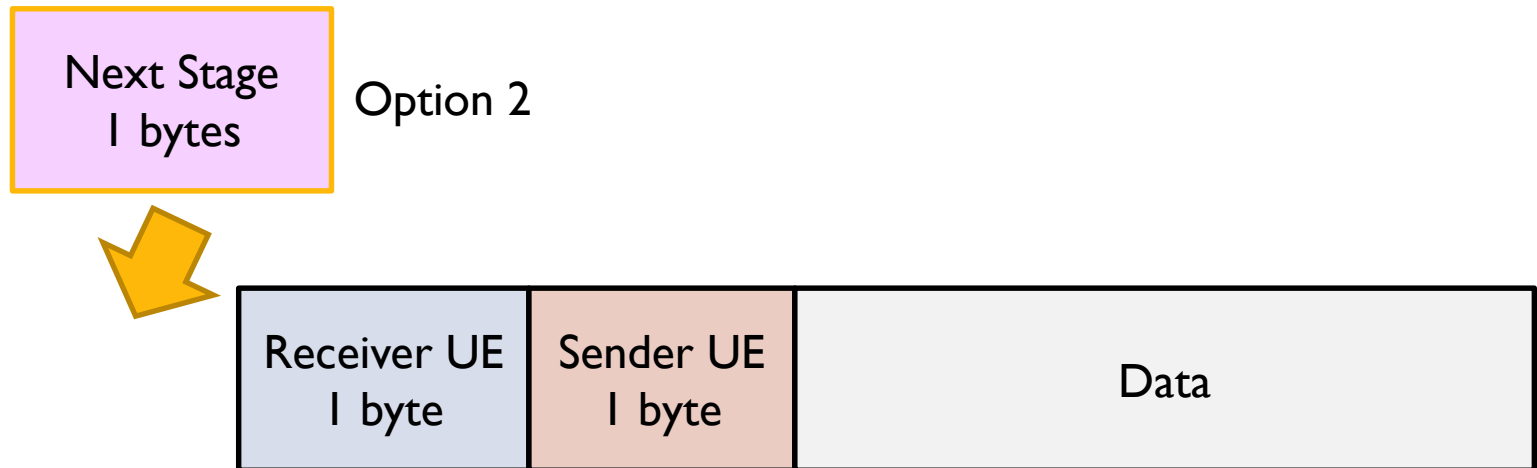 Next Stage
1 bytes
Option 2
Receiver UE
1 byte
Sender UE
1 byte
Data